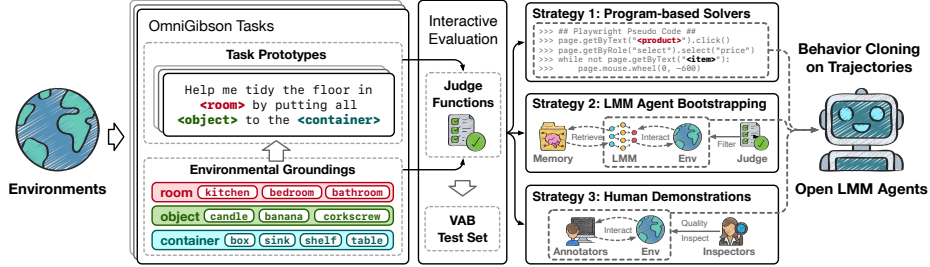 Environments
OmniGibson Tasks
Task Prototypes
Help me tidy the floor in
<room> by putting all
<object> to the <container>
Environmental Groundings
room kitchen bedroom bathroom
object candle banana corkscrew
container box sink shelf table
Interactive
Evaluation
Judge
Functions
VAB
Test Set
Strategy 1: Program-based Solvers
>>> ## Playwright Pseudo Code ##
>>> page.getByText("<product>").click()
>>> page.getByRole("select").select("price")
>>> while not page.getByText("<item>"):
>>> page.mouse.wheel(0, -600)
Strategy 2: LMM Agent Bootstrapping
Retrieve Interact Filter
Memory LMM Env Judge
Strategy 3: Human Demonstrations
Interact Quality
Inspect
Annotators Env Inspectors
Behavior Cloning
on Trajectories
Open LMM Agents